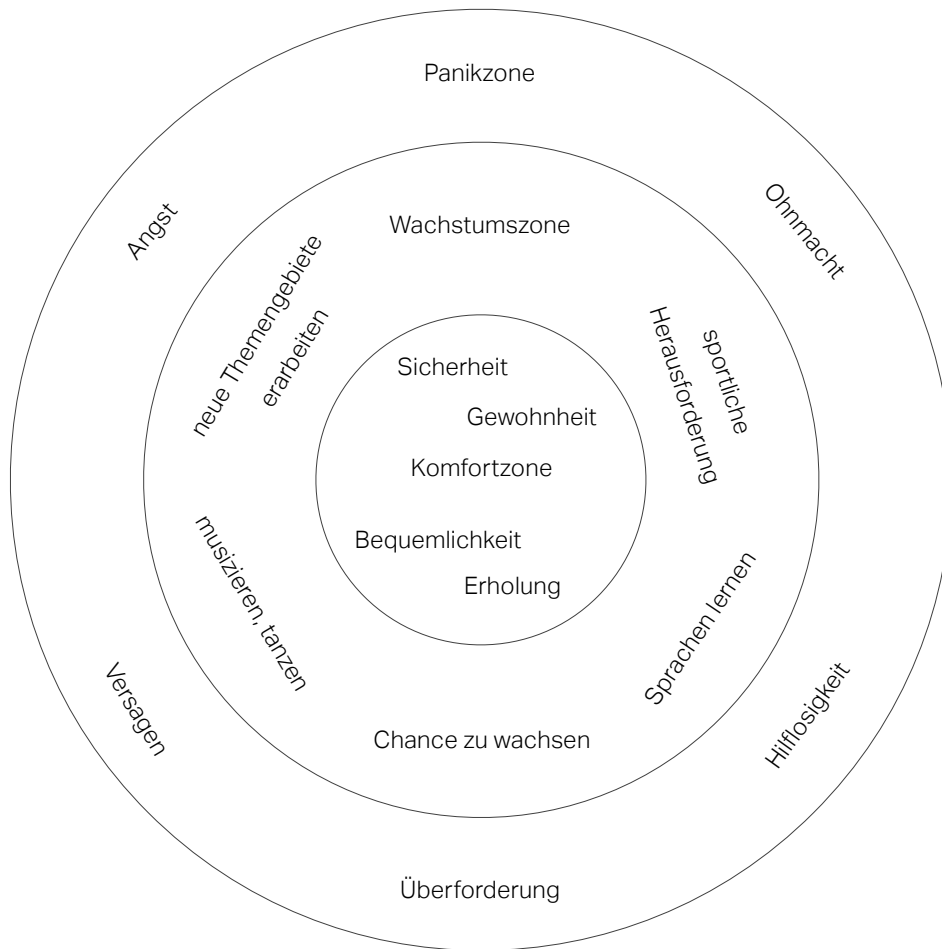 Panikzone
Angst
Ohnmacht
Wachstumszone
neue Themengebiete
erarbeiten
sportliche
Herausforderung
Sicherheit
Gewohnheit
Komfortzone
Bequemlichkeit
Erholung
musizieren, tanzen
Sprachen lernen
Versagen
Hilflosigkeit
Chance zu wachsen
Überforderung